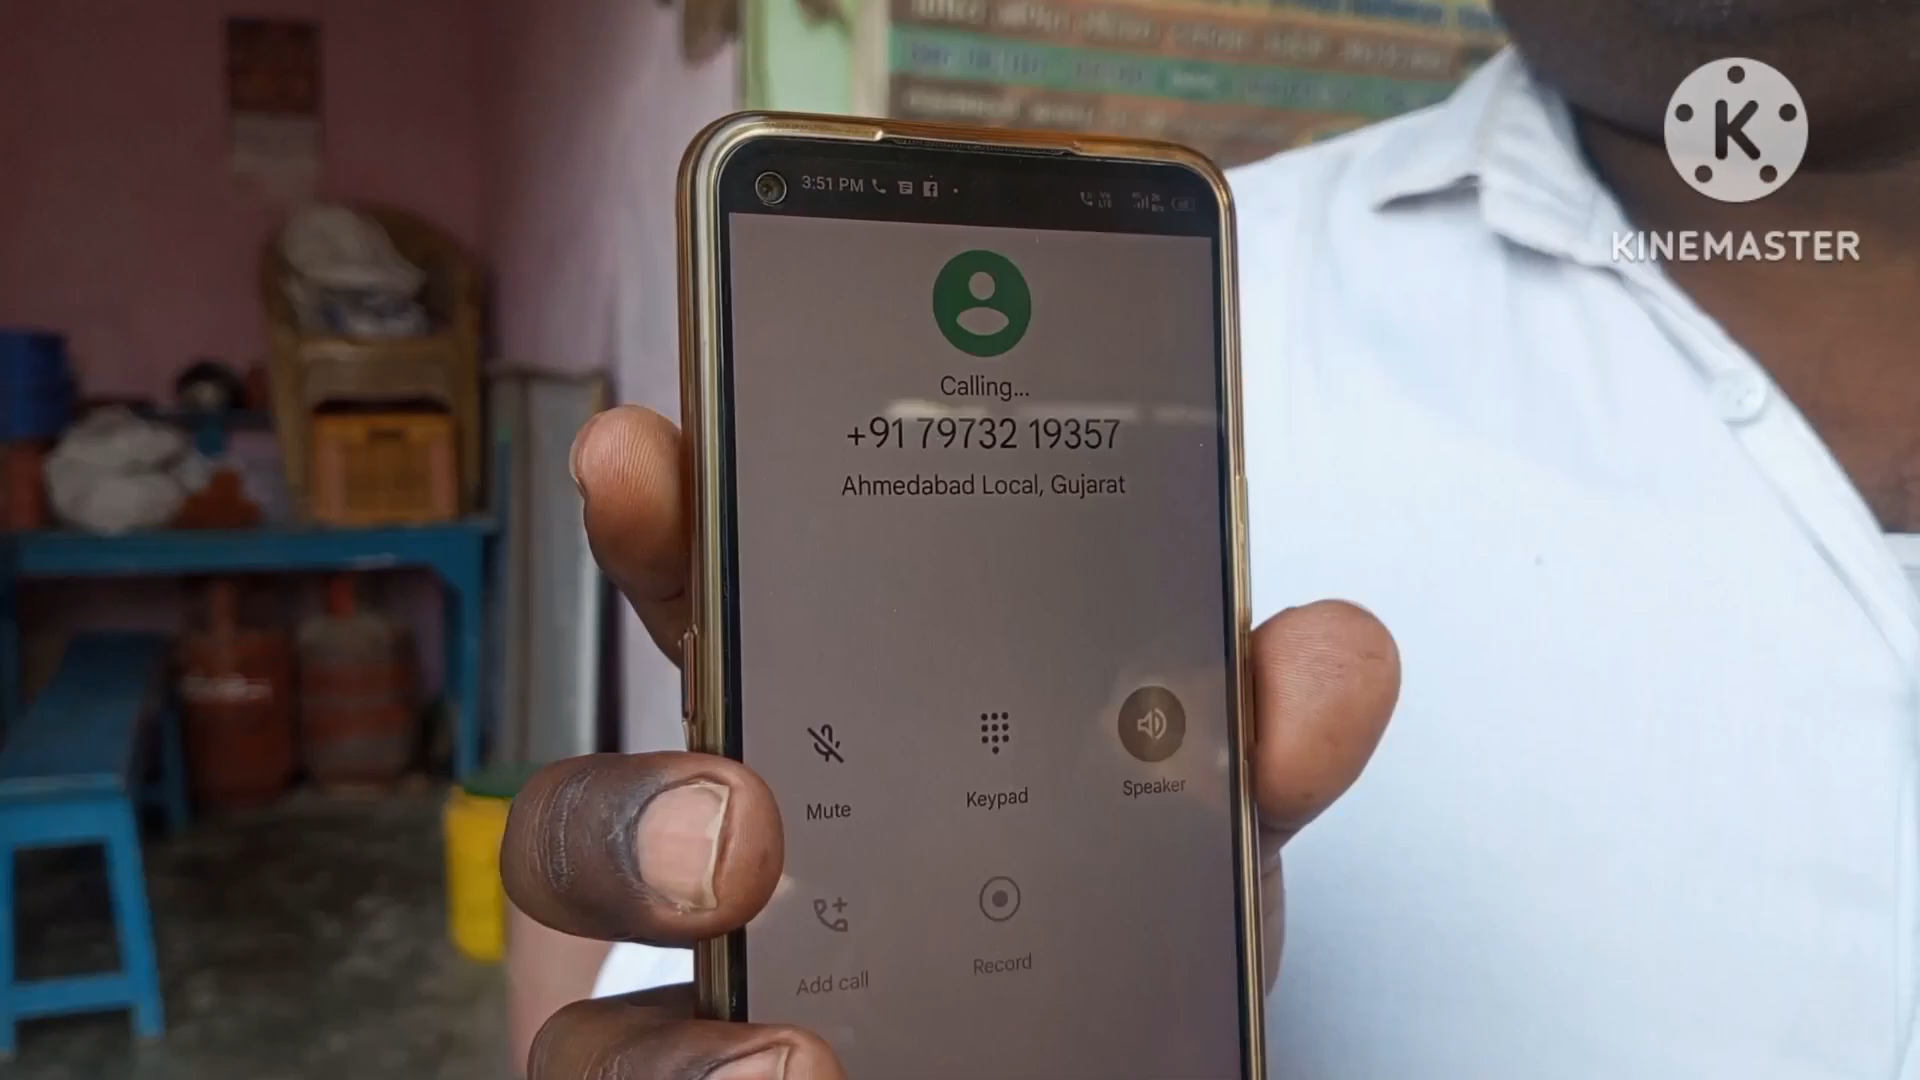 3:51 PM
Calling...
+91 79732 19357
Ahmedabad Local, Gujarat
Mute
Keypad
Speaker
Add call
Record
K
KINEMASTER